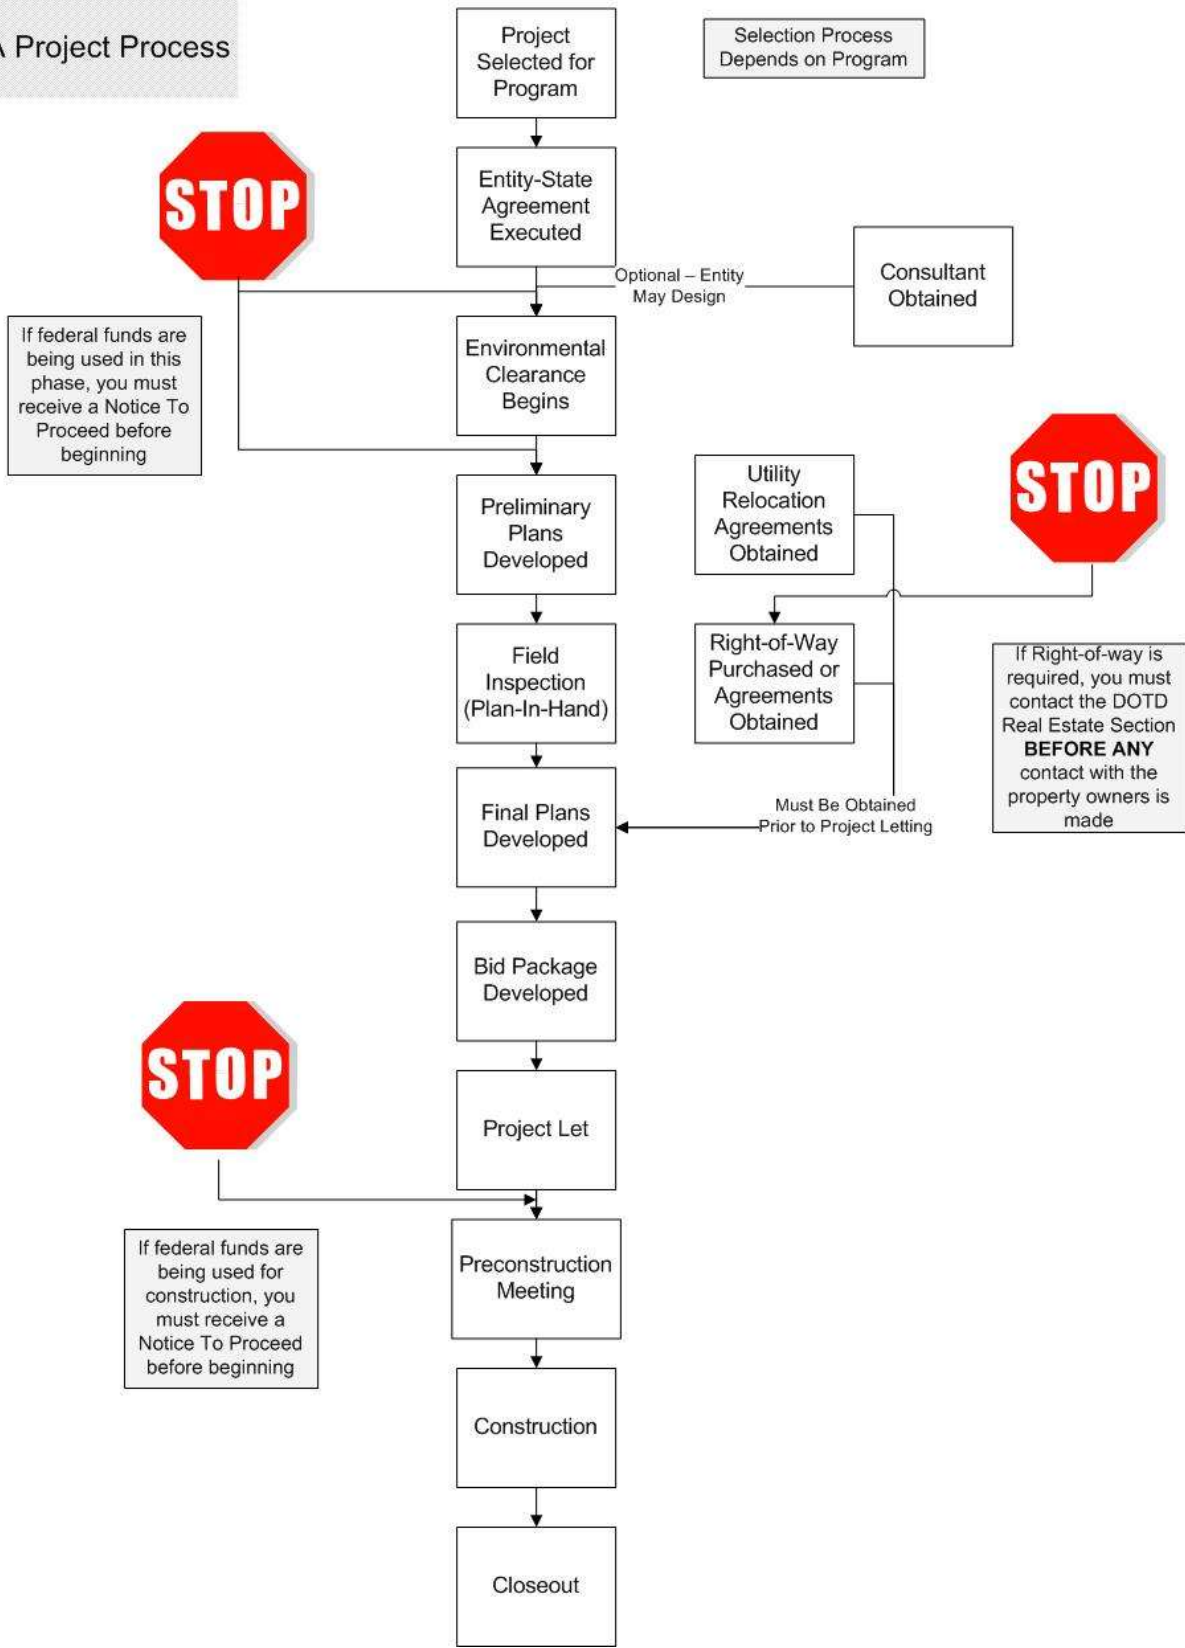 A Project Process
Project
Selected for
Program
Selection Process
Depends on Program
STOP
Entity-State
Agreement
Executed
Optional – Entity
May Design
Consultant
Obtained
If federal funds are
being used in this
phase, you must
receive a Notice To
Proceed before
beginning
Environmental
Clearance
Begins
STOP
Utility
Relocation
Agreements
Obtained
Preliminary
Plans
Developed
Field
Inspection
(Plan-In-Hand)
Right-of-Way
Purchased or
Agreements
Obtained
If Right-of-way is
required, you must
contact the DOTD
Real Estate Section
BEFORE ANY
contact with the
property owners is
made
Final Plans
Developed
Must Be Obtained
Prior to Project Letting
Bid Package
Developed
STOP
Project Let
If federal funds are
being used for
construction, you
must receive a
Notice To Proceed
before beginning
Preconstruction
Meeting
Construction
Closeout